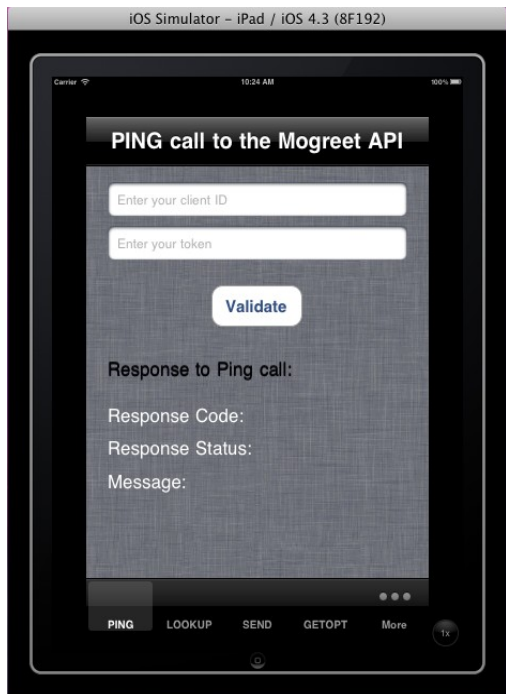 iOS Simulator – iPad / iOS 4.3 (8F192)
Carrier 10:24 AM 100%
PING call to the Mogreet API
Enter your client ID
Enter your token
Validate
Response to Ping call:
Response Code:
Response Status:
Message:
PING LOOKUP SEND GETOPT More
1x